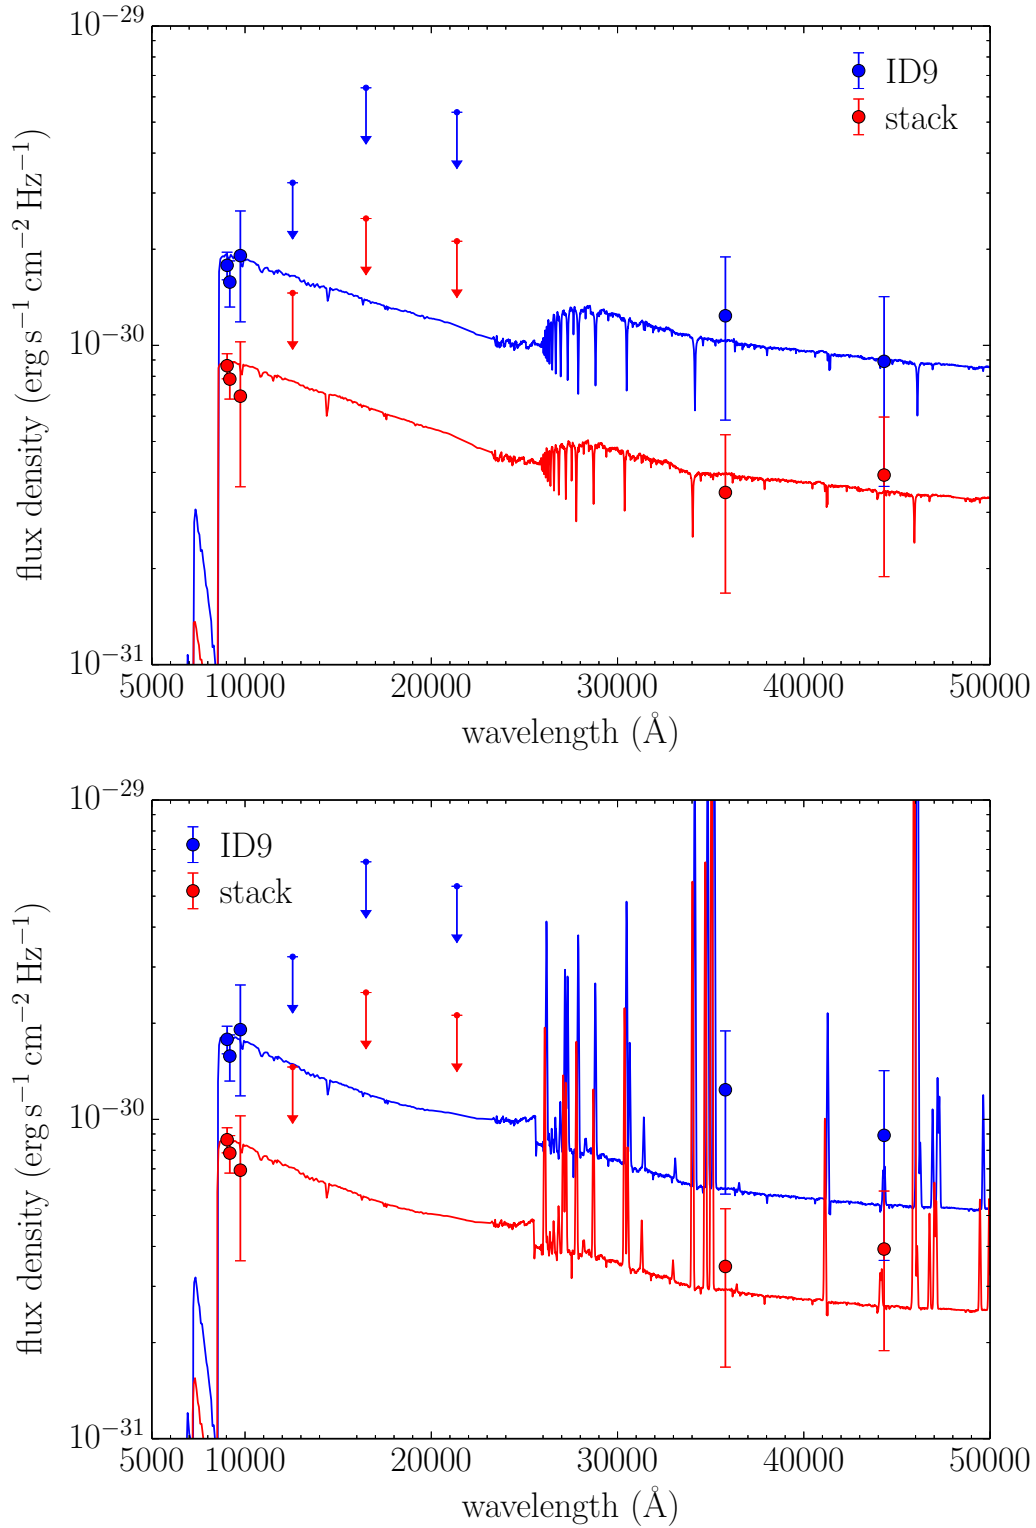 10⁻²⁹
ID9
stack
flux density (erg s⁻¹ cm⁻² Hz⁻¹)
10⁻³⁰
10⁻³¹
5000 10000 20000 30000 40000 50000
wavelength (Å)
10⁻²⁹
ID9
stack
flux density (erg s⁻¹ cm⁻² Hz⁻¹)
10⁻³⁰
10⁻³¹
5000 10000 20000 30000 40000 50000
wavelength (Å)